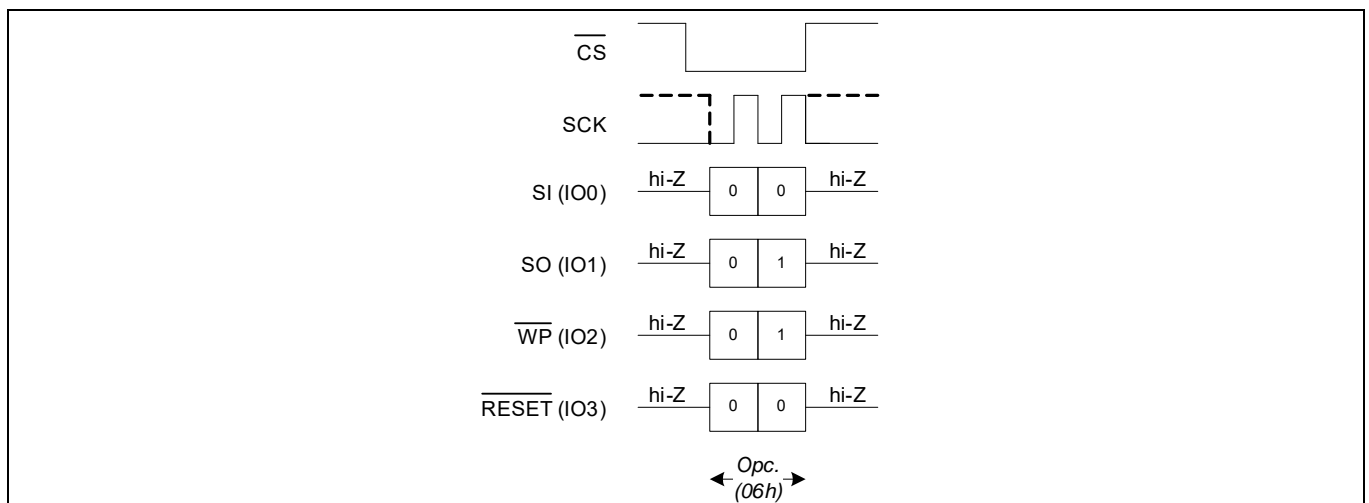 CS
SCK
SI (IO0) hi-Z 0 0 hi-Z
SO (IO1) hi-Z 0 1 hi-Z
WP (IO2) hi-Z 0 1 hi-Z
RESET (IO3) hi-Z 0 0 hi-Z
Opc.
(06h)